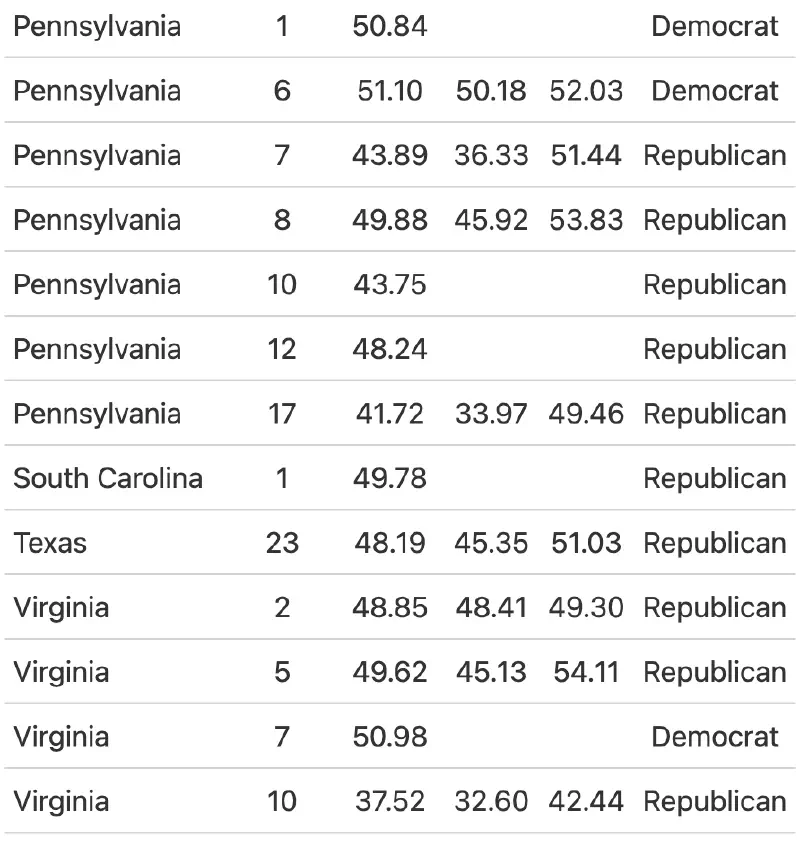 Pennsylvania 1 50.84 Democrat
Pennsylvania 6 51.10 50.18 52.03 Democrat
Pennsylvania 7 43.89 36.33 51.44 Republican
Pennsylvania 8 49.88 45.92 53.83 Republican
Pennsylvania 10 43.75 Republican
Pennsylvania 12 48.24 Republican
Pennsylvania 17 41.72 33.97 49.46 Republican
South Carolina 1 49.78 Republican
Texas 23 48.19 45.35 51.03 Republican
Virginia 2 48.85 48.41 49.30 Republican
Virginia 5 49.62 45.13 54.11 Republican
Virginia 7 50.98 Democrat
Virginia 10 37.52 32.60 42.44 Republican